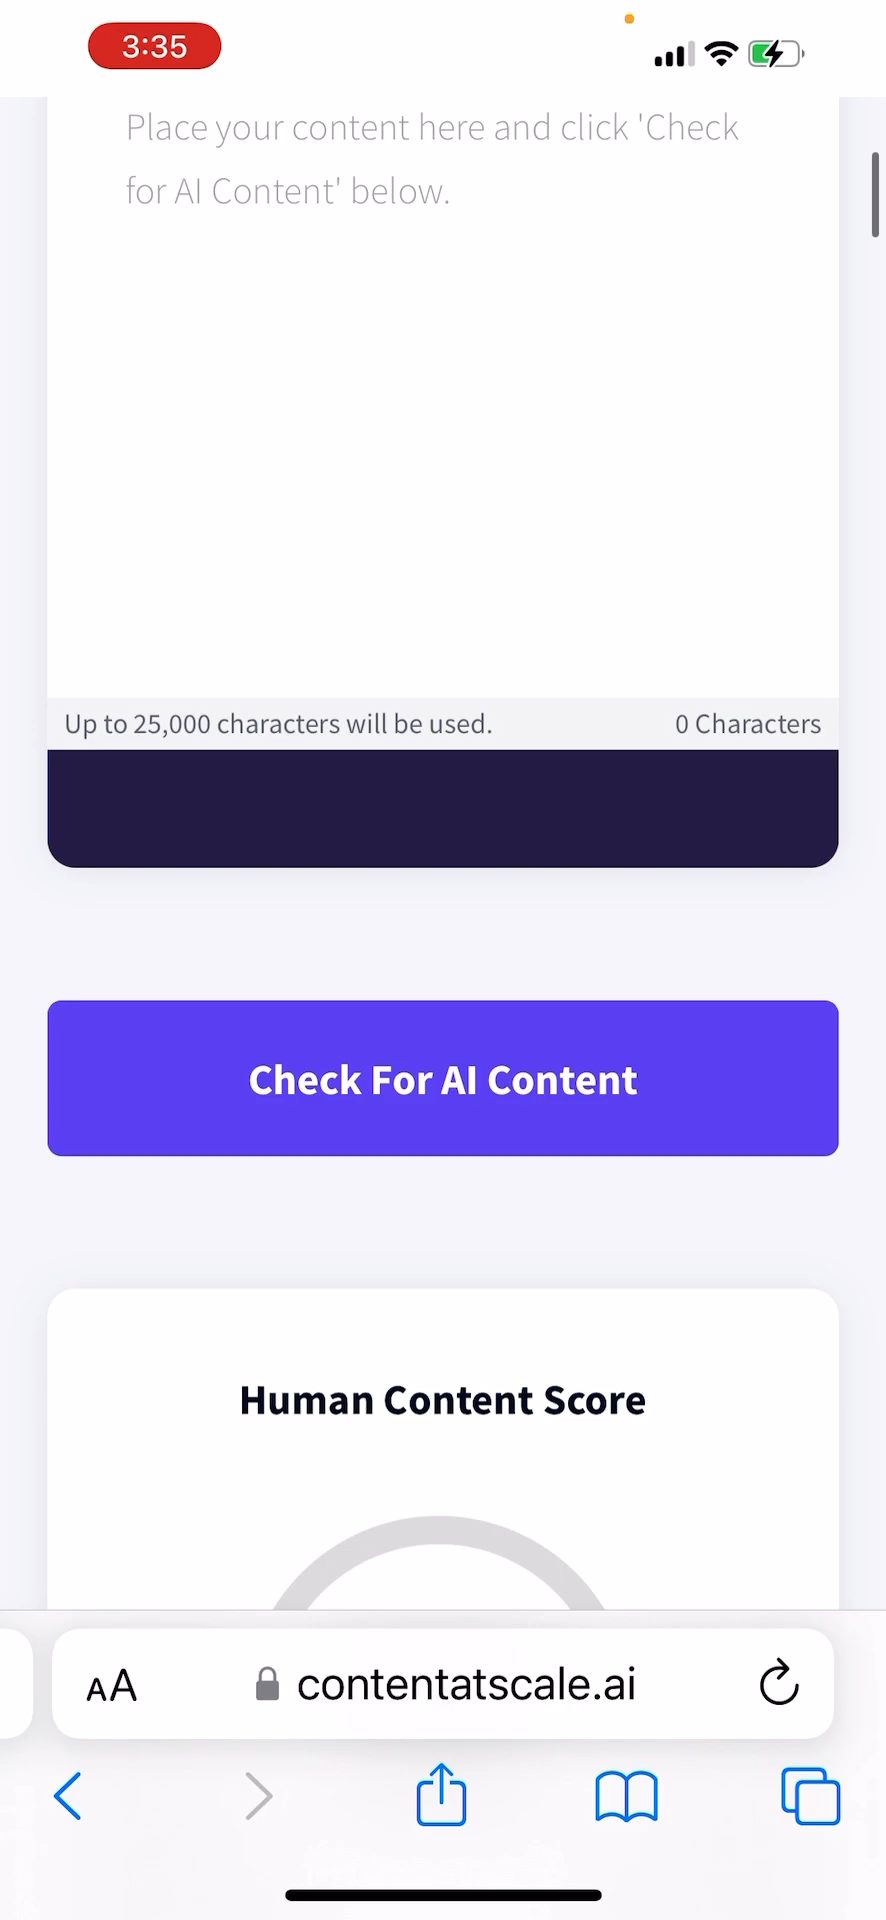 3:35
Place your content here and click 'Check
for AI Content' below.
Up to 25,000 characters will be used. 0 Characters
Check For AI Content
Human Content Score
AA contentatscale.ai